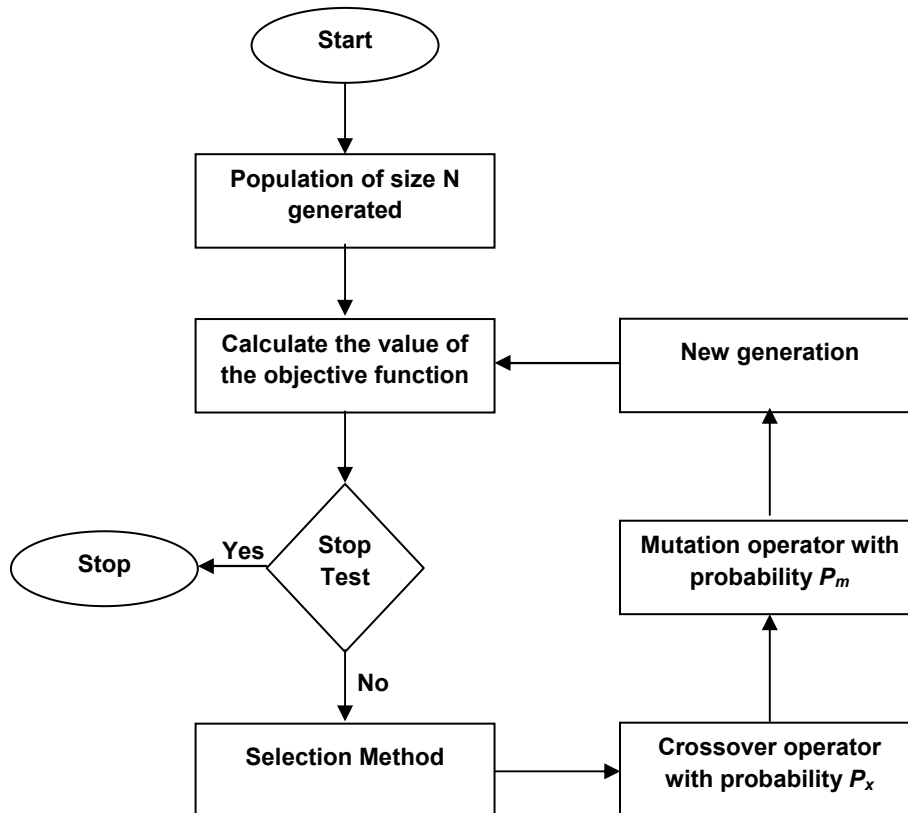 Start
Population of size N
generated
Calculate the value of
the objective function
New generation
Stop
Yes
Stop
Test
Mutation operator with
probability Pm
No
Selection Method
Crossover operator
with probability Px